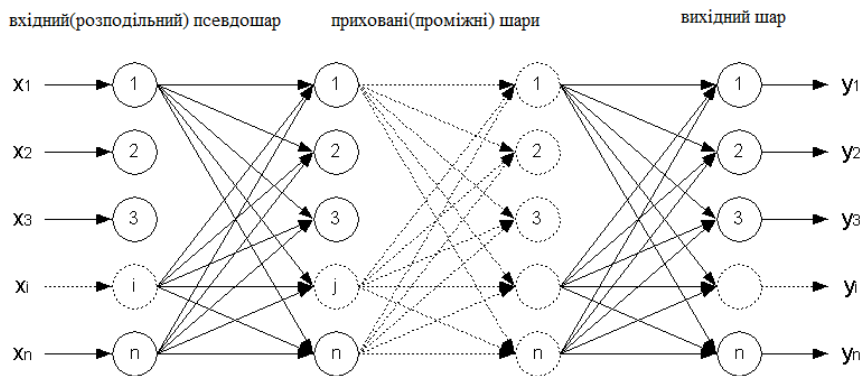 вхідний(розподільний) псевдошар приховані(проміжні) шари вихідний шар
x1 1 1 1 1 y1
x2 2 2 2 2 y2
x3 3 3 3 3 y3
xi i j yi
xn n n n n yn